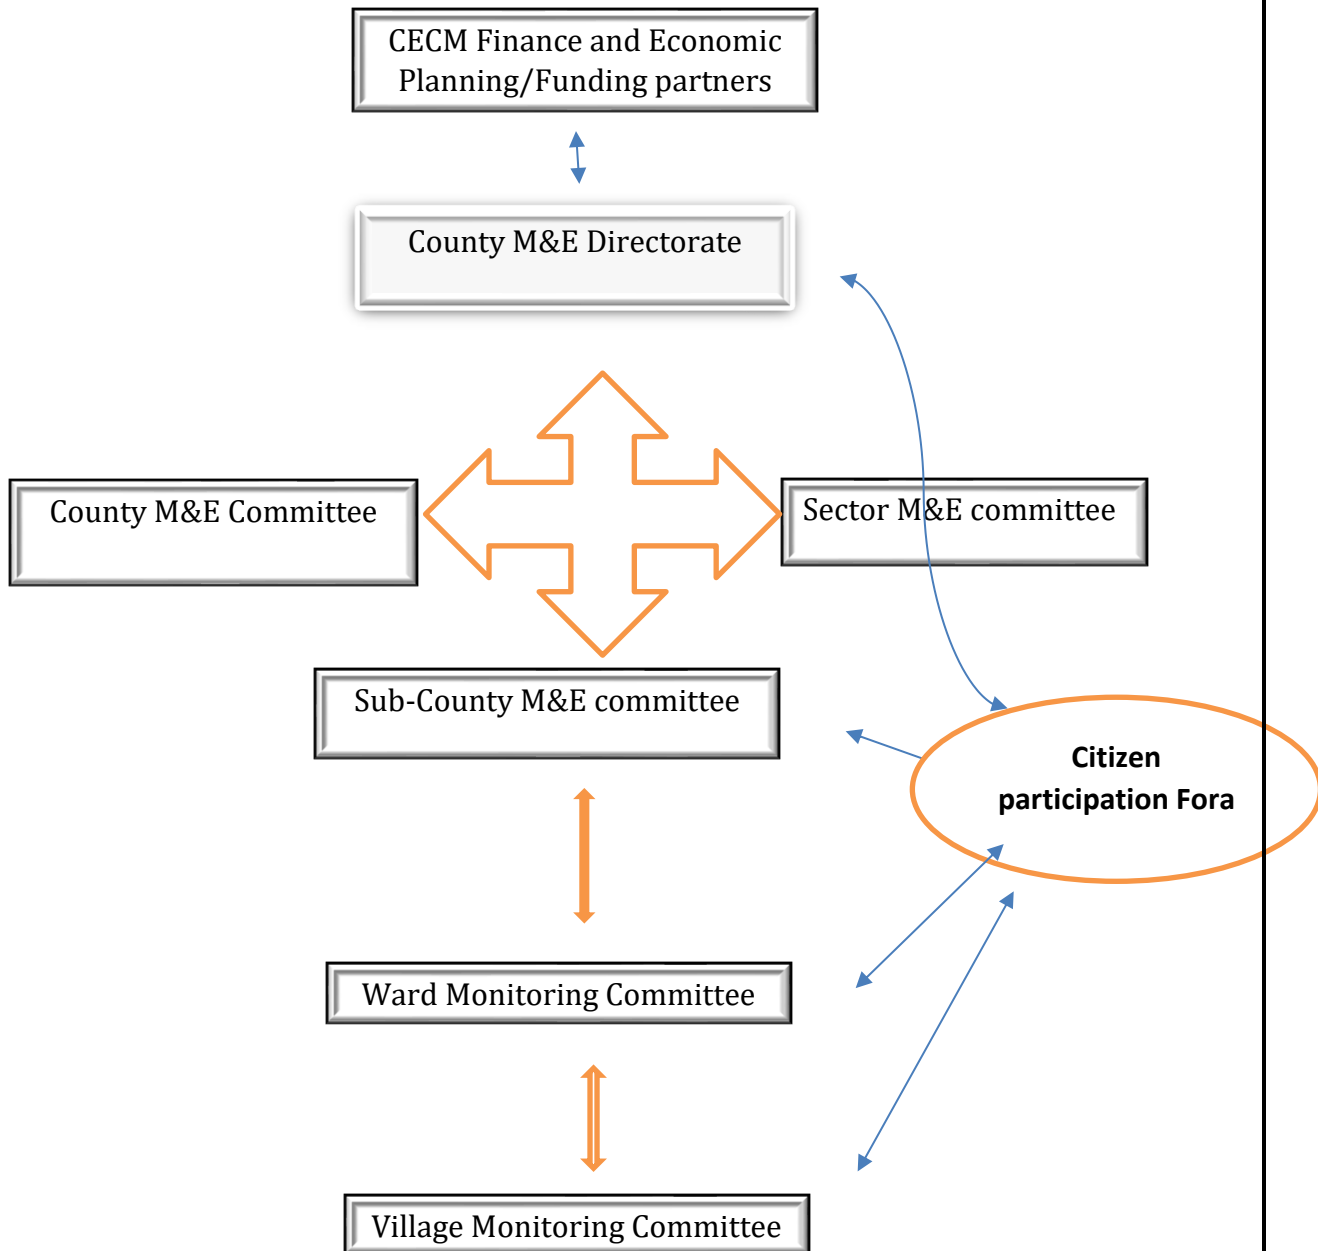 CECM Finance and Economic
Planning/Funding partners
County M&E Directorate
County M&E Committee
Sector M&E committee
Sub-County M&E committee
Citizen
participation Fora
Ward Monitoring Committee
Village Monitoring Committee